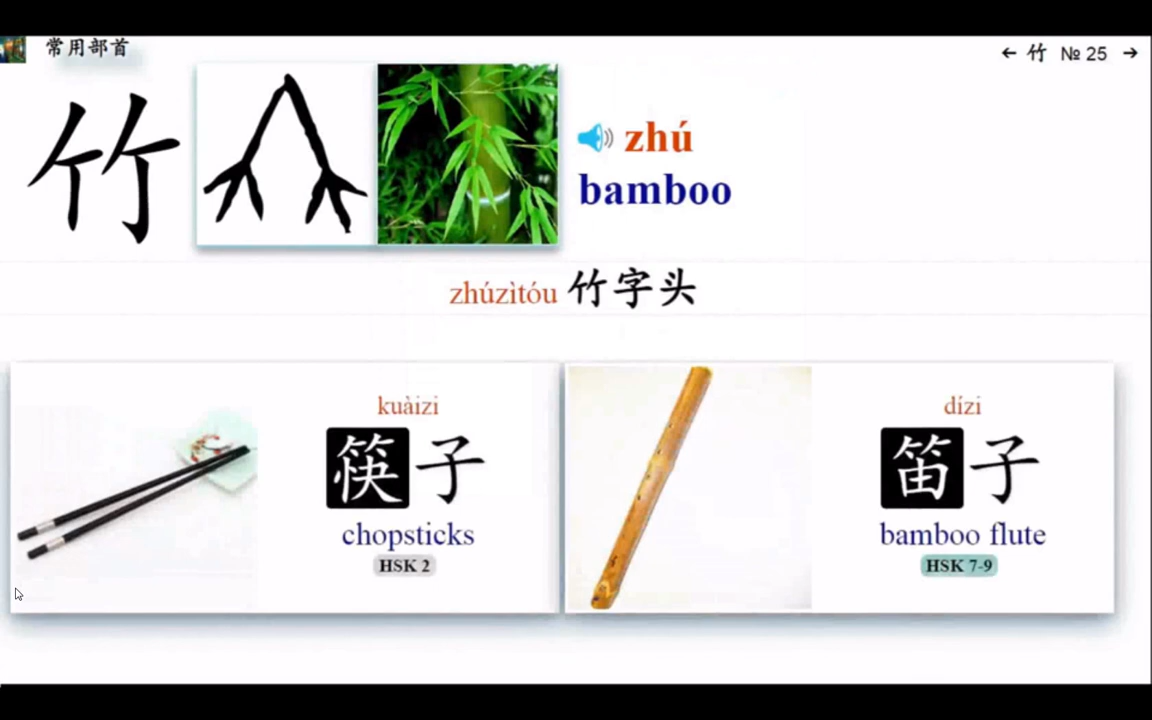 常用部首
← 竹 № 25 →
竹
zhú
bamboo
zhúzìtóu 竹字头
kuàizi
筷子
chopsticks
HSK 2
dízi
笛子
bamboo flute
HSK 7-9